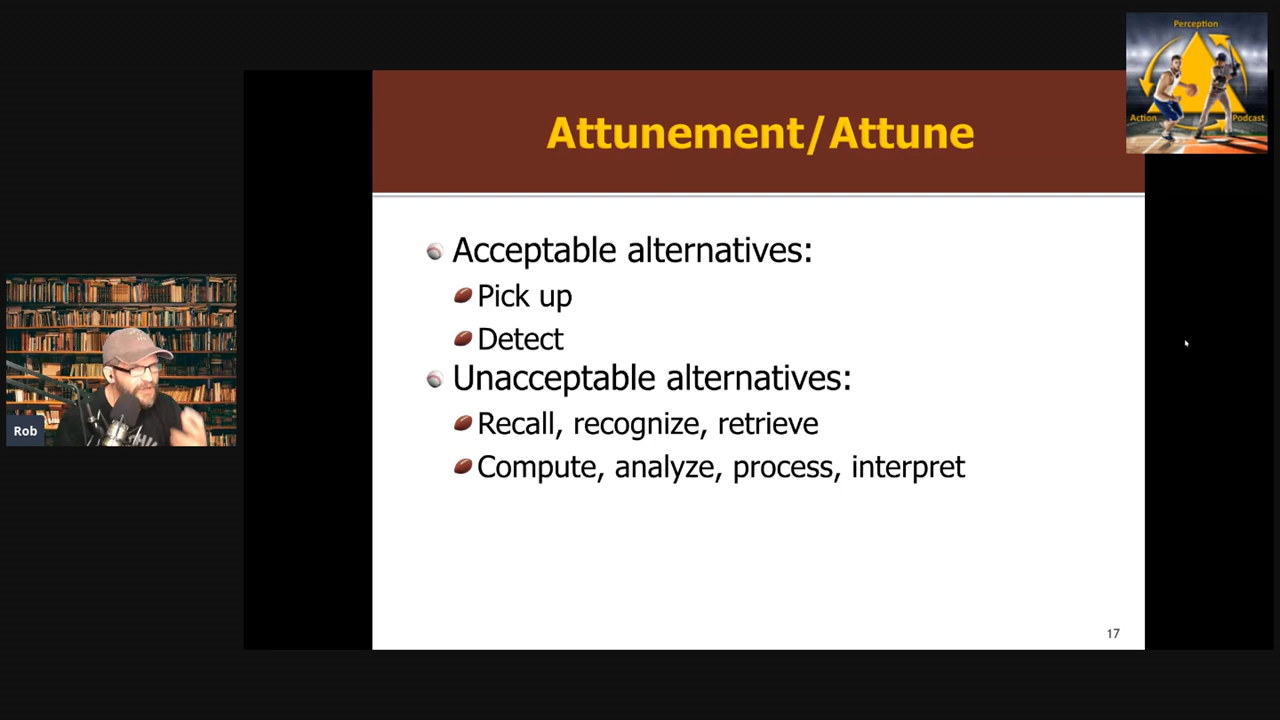 Perception
Action
Podcast
Attunement/Attune
Acceptable alternatives:
Pick up
Detect
Unacceptable alternatives:
Recall, recognize, retrieve
Compute, analyze, process, interpret
Rob
17